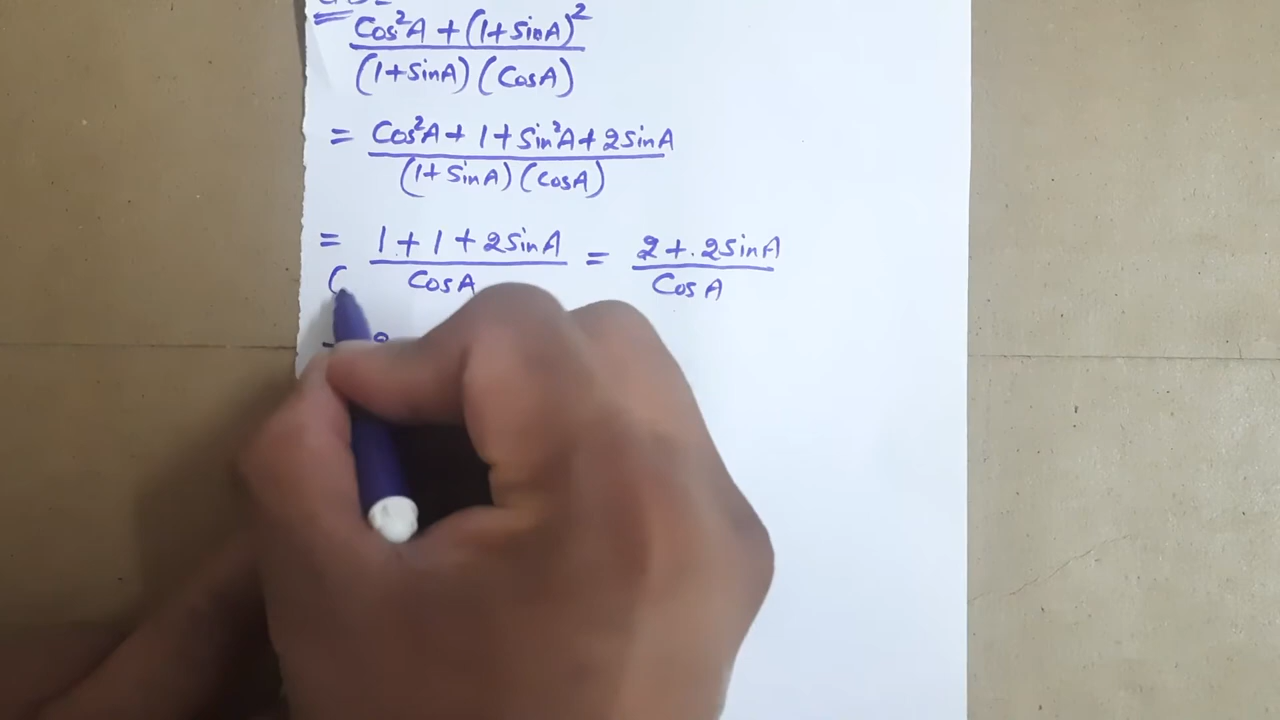 Cos²A + (1+sinA)²
(1+sinA) (CosA)
= Cos²A + 1 + Sin²A + 2sinA
(1+ SinA) (CosA)
= 1 + 1 + 2sinA = 2 + 2sinA
( CosA CosA
2